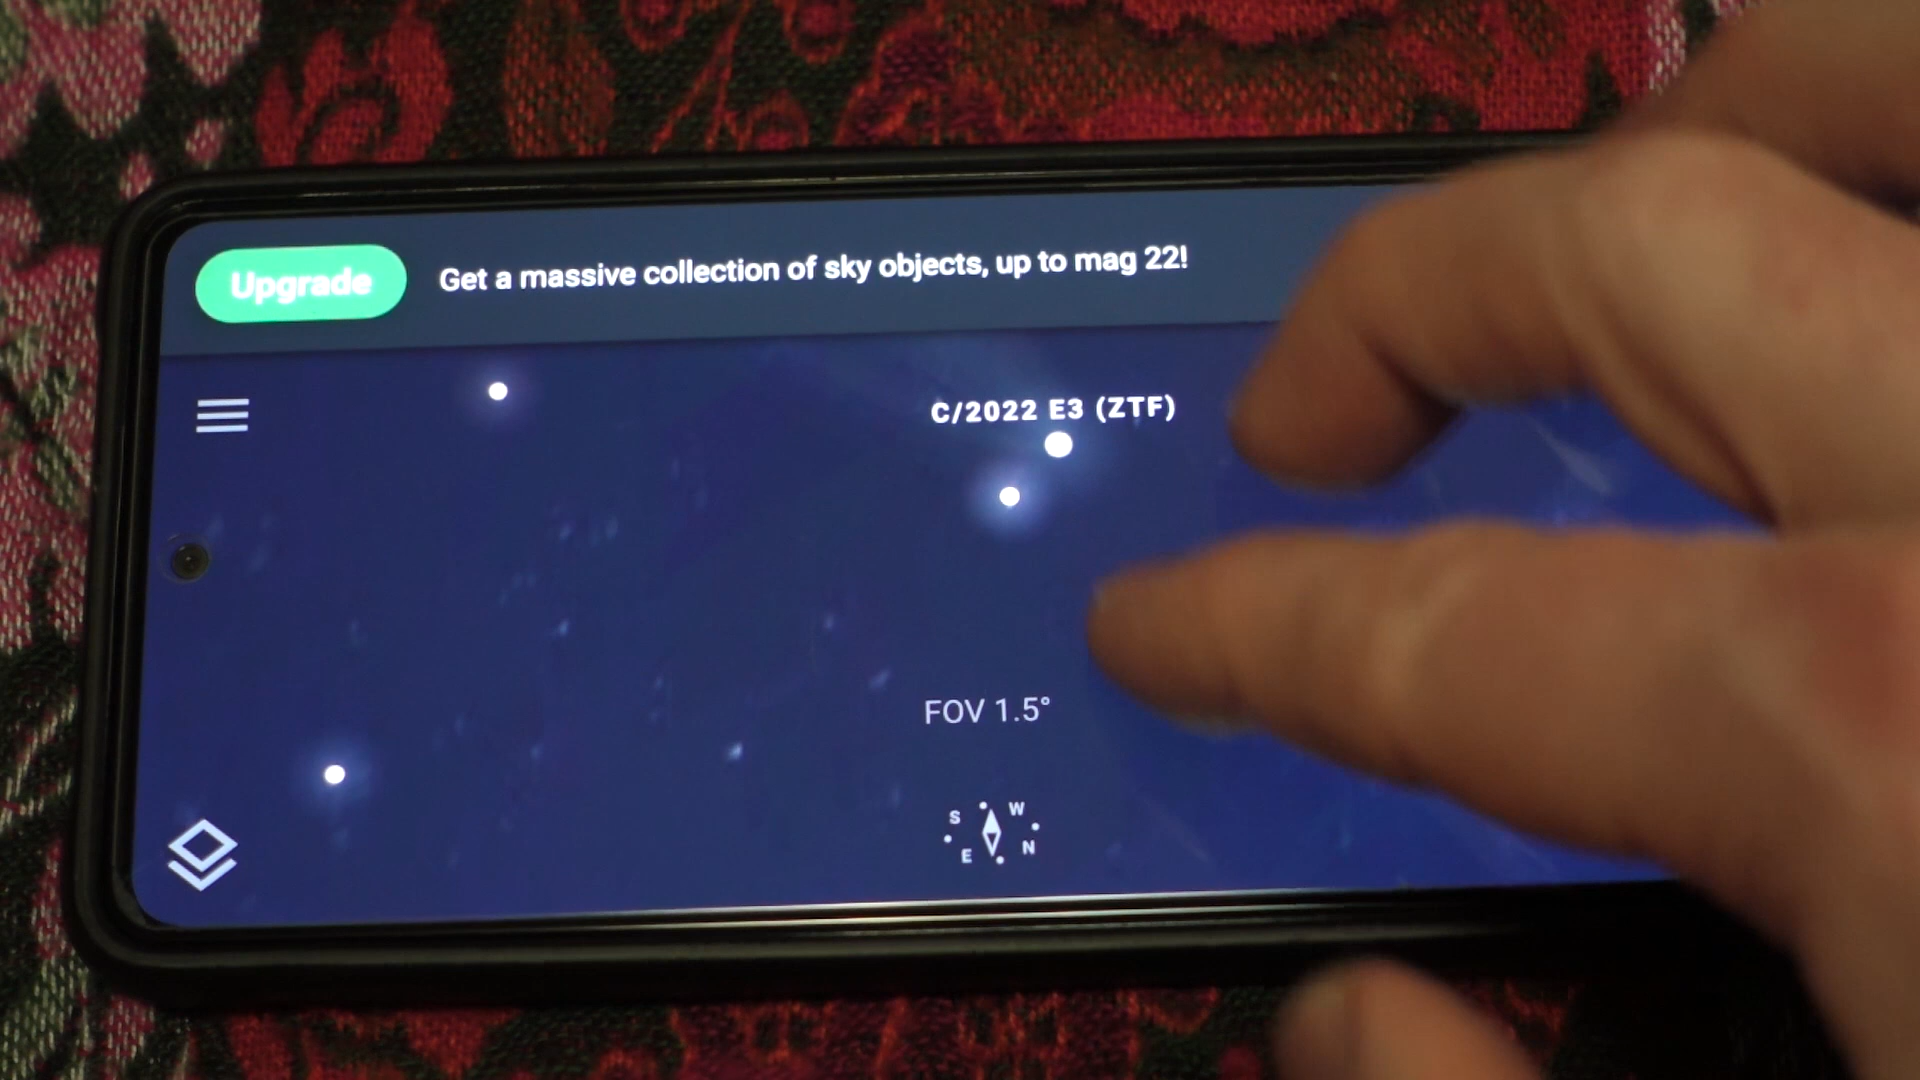 Upgrade
Get a massive collection of sky objects, up to mag 22!
C/2022 E3 (ZTF)
FOV 1.5°
S W
E N